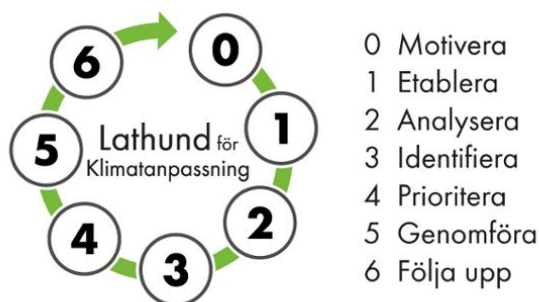 6
0
5
1
4
3
2
Lathund för
Klimatanpassning
0 Motivera
1 Etablera
2 Analysera
3 Identifiera
4 Prioritera
5 Genomföra
6 Följa upp